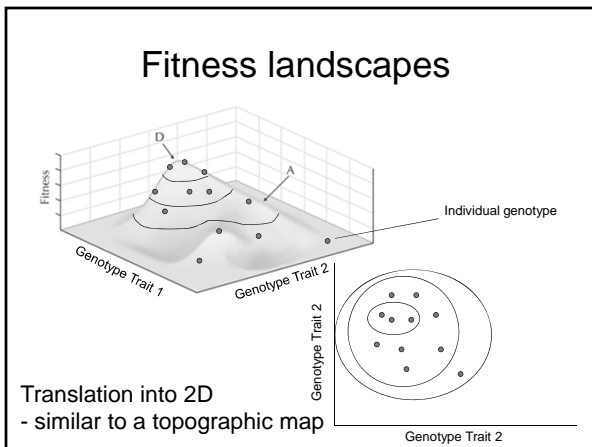 Fitness landscapes
D
A
Fitness
Individual genotype
Genotype Trait 1
Genotype Trait 2
Genotype Trait 2
Translation into 2D
- similar to a topographic map
Genotype Trait 2